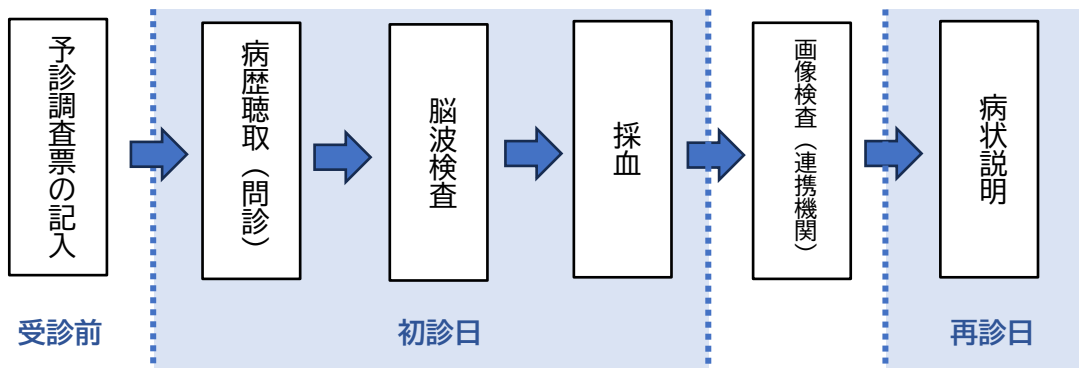 予診調査票の記入
病歴聴取（問診）
脳波検査
採血
画像検査（連携機関）
病状説明
受診前
初診日
再診日